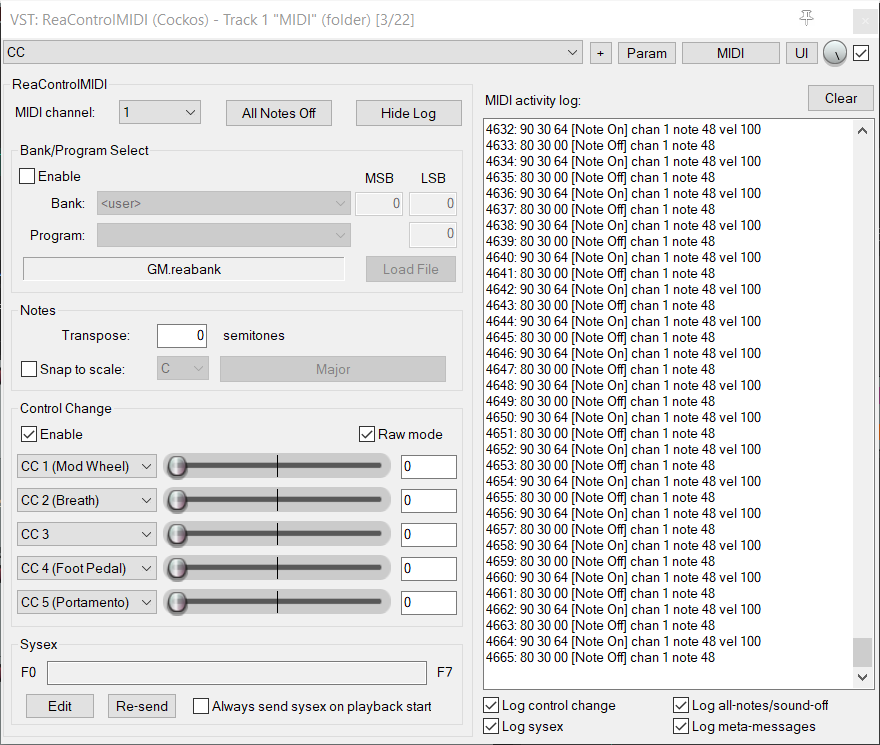 VST: ReaControlMIDI (Cockos) - Track 1 "MIDI" (folder) [3/22]
CC
+
Param
MIDI
UI
ReaControlMIDI
MIDI channel:
1
All Notes Off
Hide Log
Bank/Program Select
Enable
MSB
LSB
Bank:
<user>
0
0
Program:
0
GM.reabank
Load File
Notes
Transpose:
0
semitones
Snap to scale:
C
Major
Control Change
Enable
Raw mode
CC 1 (Mod Wheel)
0
CC 2 (Breath)
0
CC 3
0
CC 4 (Foot Pedal)
0
CC 5 (Portamento)
0
Sysex
F0
F7
Edit
Re-send
Always send sysex on playback start
MIDI activity log:
Clear
4632: 90 30 64 [Note On] chan 1 note 48 vel 100
4633: 80 30 00 [Note Off] chan 1 note 48
4634: 90 30 64 [Note On] chan 1 note 48 vel 100
4635: 80 30 00 [Note Off] chan 1 note 48
4636: 90 30 64 [Note On] chan 1 note 48 vel 100
4637: 80 30 00 [Note Off] chan 1 note 48
4638: 90 30 64 [Note On] chan 1 note 48 vel 100
4639: 80 30 00 [Note Off] chan 1 note 48
4640: 90 30 64 [Note On] chan 1 note 48 vel 100
4641: 80 30 00 [Note Off] chan 1 note 48
4642: 90 30 64 [Note On] chan 1 note 48 vel 100
4643: 80 30 00 [Note Off] chan 1 note 48
4644: 90 30 64 [Note On] chan 1 note 48 vel 100
4645: 80 30 00 [Note Off] chan 1 note 48
4646: 90 30 64 [Note On] chan 1 note 48 vel 100
4647: 80 30 00 [Note Off] chan 1 note 48
4648: 90 30 64 [Note On] chan 1 note 48 vel 100
4649: 80 30 00 [Note Off] chan 1 note 48
4650: 90 30 64 [Note On] chan 1 note 48 vel 100
4651: 80 30 00 [Note Off] chan 1 note 48
4652: 90 30 64 [Note On] chan 1 note 48 vel 100
4653: 80 30 00 [Note Off] chan 1 note 48
4654: 90 30 64 [Note On] chan 1 note 48 vel 100
4655: 80 30 00 [Note Off] chan 1 note 48
4656: 90 30 64 [Note On] chan 1 note 48 vel 100
4657: 80 30 00 [Note Off] chan 1 note 48
4658: 90 30 64 [Note On] chan 1 note 48 vel 100
4659: 80 30 00 [Note Off] chan 1 note 48
4660: 90 30 64 [Note On] chan 1 note 48 vel 100
4661: 80 30 00 [Note Off] chan 1 note 48
4662: 90 30 64 [Note On] chan 1 note 48 vel 100
4663: 80 30 00 [Note Off] chan 1 note 48
4664: 90 30 64 [Note On] chan 1 note 48 vel 100
4665: 80 30 00 [Note Off] chan 1 note 48
Log control change
Log all-notes/sound-off
Log sysex
Log meta-messages